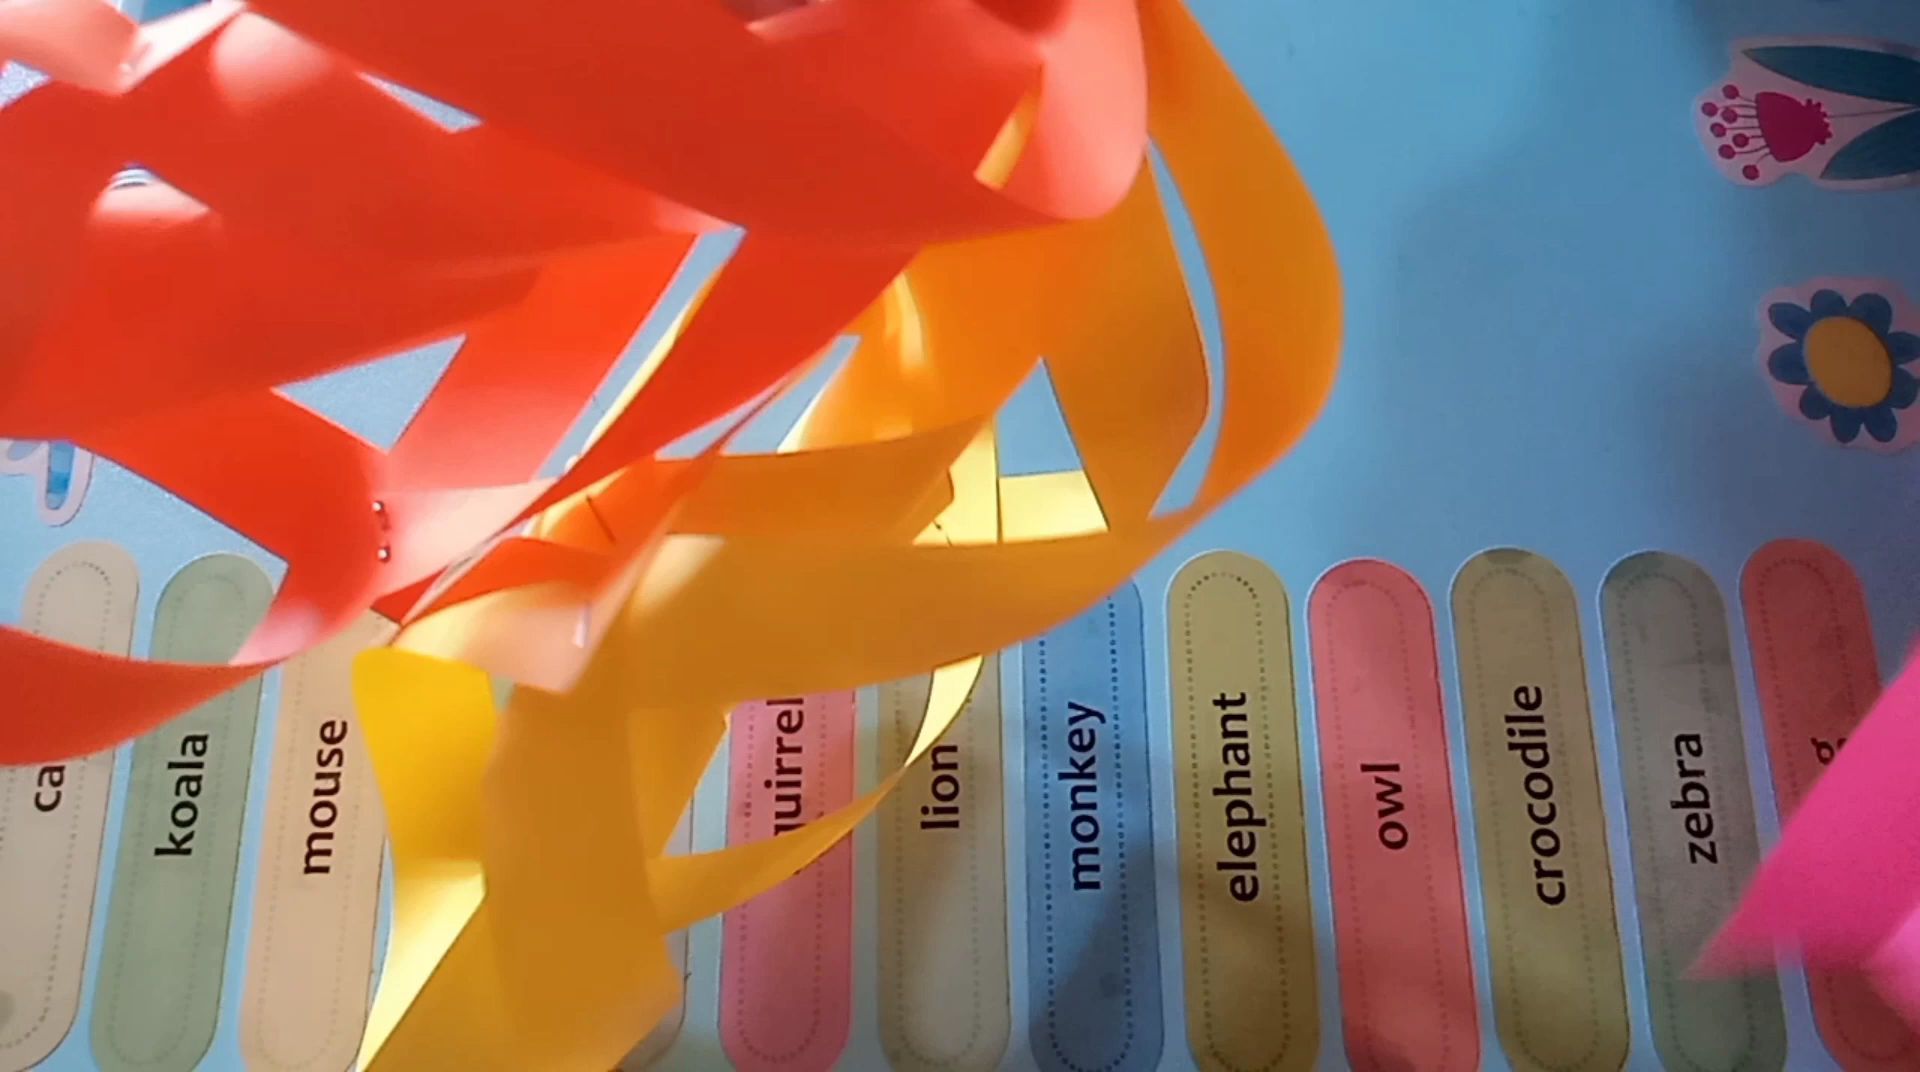 koala
mouse
lion
monkey
elephant
owl
crocodile
zebra